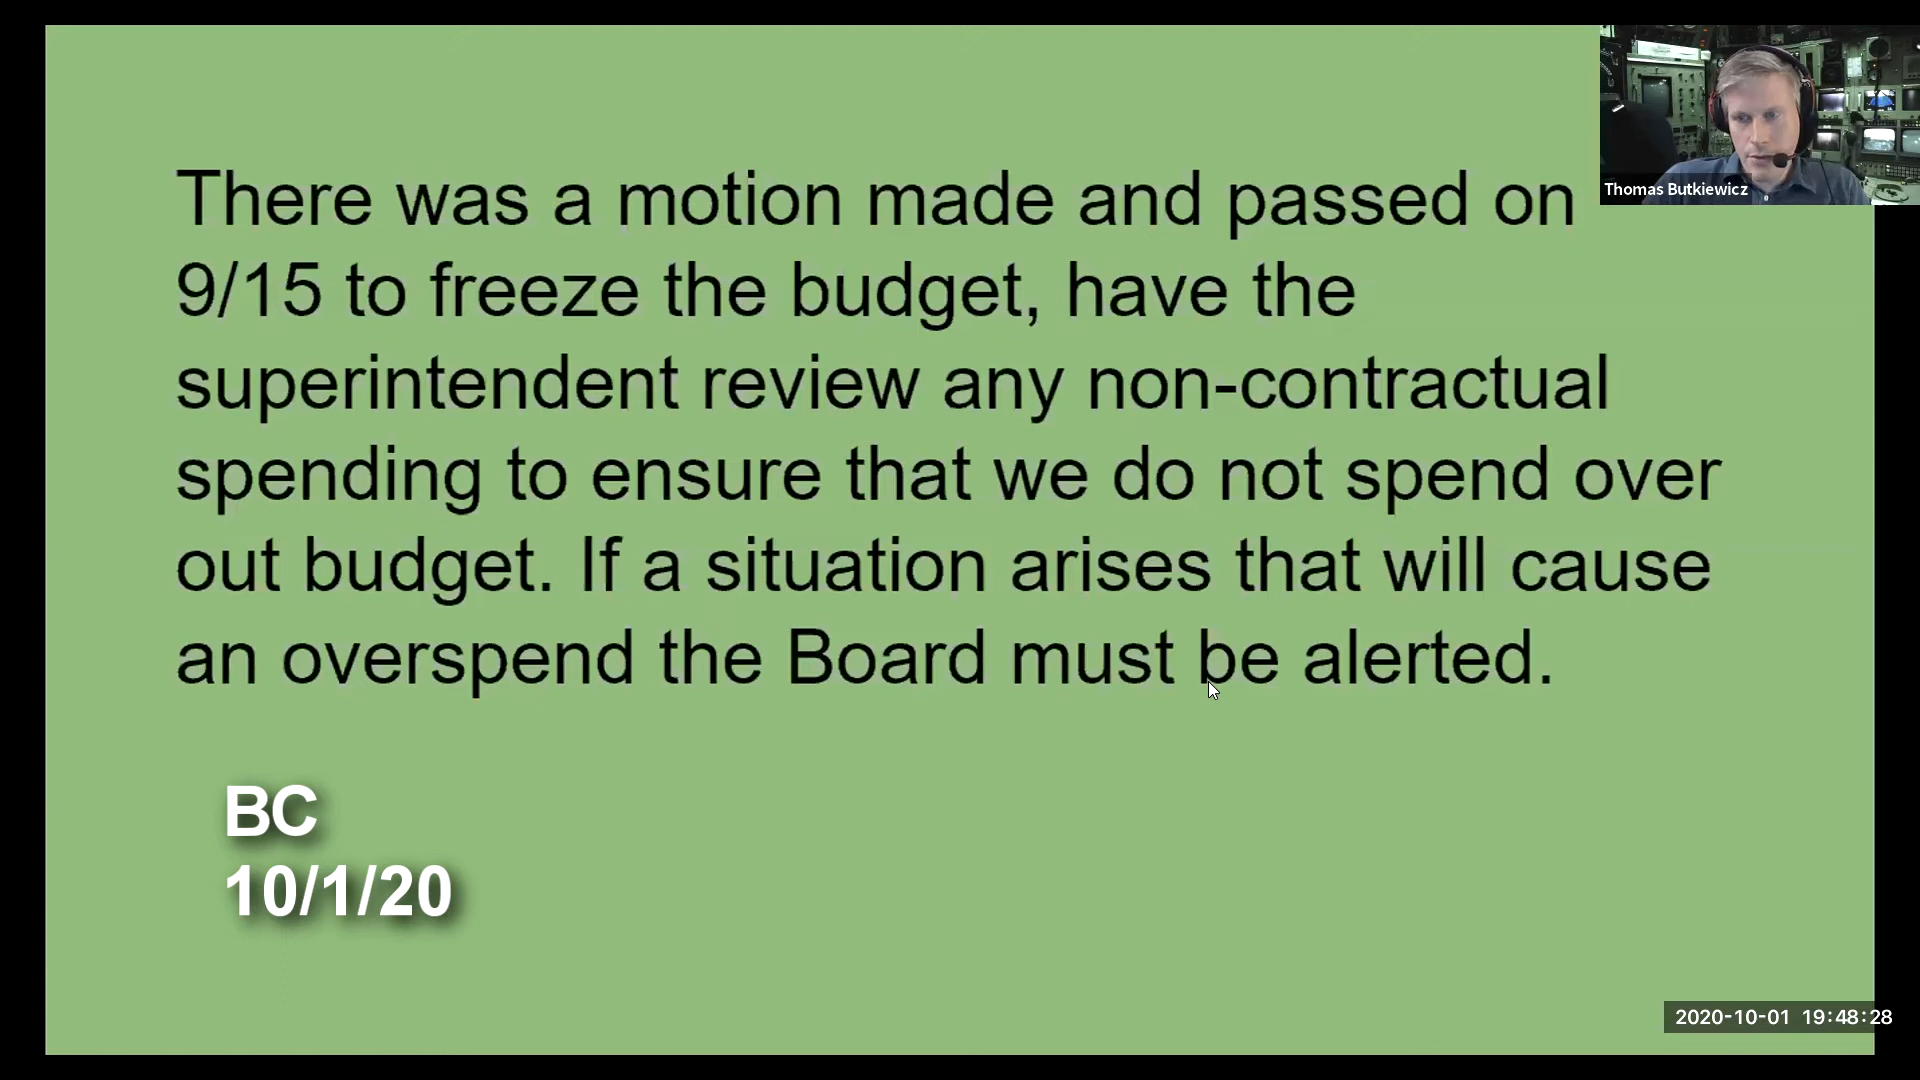 There was a motion made and passed on
9/15 to freeze the budget, have the
superintendent review any non-contractual
spending to ensure that we do not spend over
out budget. If a situation arises that will cause
an overspend the Board must be alerted.
BC
10/1/20
Thomas Butkiewicz
2020-10-01 19:48:28